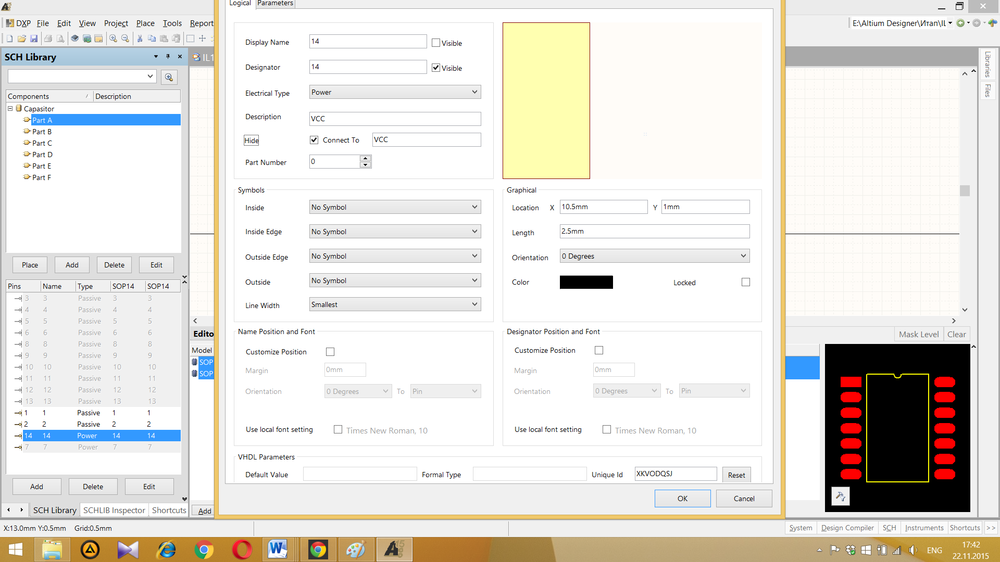 DXP File Edit View Project Place Tools Report
E:\Altium Designer\Итап\IL
SCH Library
IL1
Components Description
Capasitor
Part A
Part B
Part C
Part D
Part E
Part F
Place Add Delete Edit
Pins Name Type SOP14 SOP14
3 3 Passive 3 3
4 4 Passive 4 4
5 5 Passive 5 5
6 6 Passive 6 6
8 8 Passive 8 8
9 9 Passive 9 9
10 10 Passive 10 10
11 11 Passive 11 11
12 12 Passive 12 12
13 13 Passive 13 13
1 1 Passive 1 1
2 2 Passive 2 2
14 14 Power 14 14
7 7 Power 7 7
Add Delete Edit
SCH Library SCHLIB Inspector Shortcuts
Edito
Model
SOP
SOP
Add
Logical Parameters
Display Name 14 Visible
Designator 14 Visible
Electrical Type Power
Description VCC
Hide Connect To VCC
Part Number 0
Symbols
Inside No Symbol
Inside Edge No Symbol
Outside Edge No Symbol
Outside No Symbol
Line Width Smallest
Graphical
Location X 10.5mm Y 1mm
Length 2.5mm
Orientation 0 Degrees
Color Locked
Name Position and Font
Customize Position
Margin 0mm
Orientation 0 Degrees To Pin
Use local font setting Times New Roman, 10
Designator Position and Font
Customize Position
Margin 0mm
Orientation 0 Degrees To Pin
Use local font setting Times New Roman, 10
VHDL Parameters
Default Value Formal Type Unique Id XKVODQSJ Reset
OK Cancel
Libraries
Files
Mask Level Clear
X:13.0mm Y:0.5mm Grid:0.5mm
System Design Compiler SCH Instruments Shortcuts >>
ENG
17:42
22.11.2015